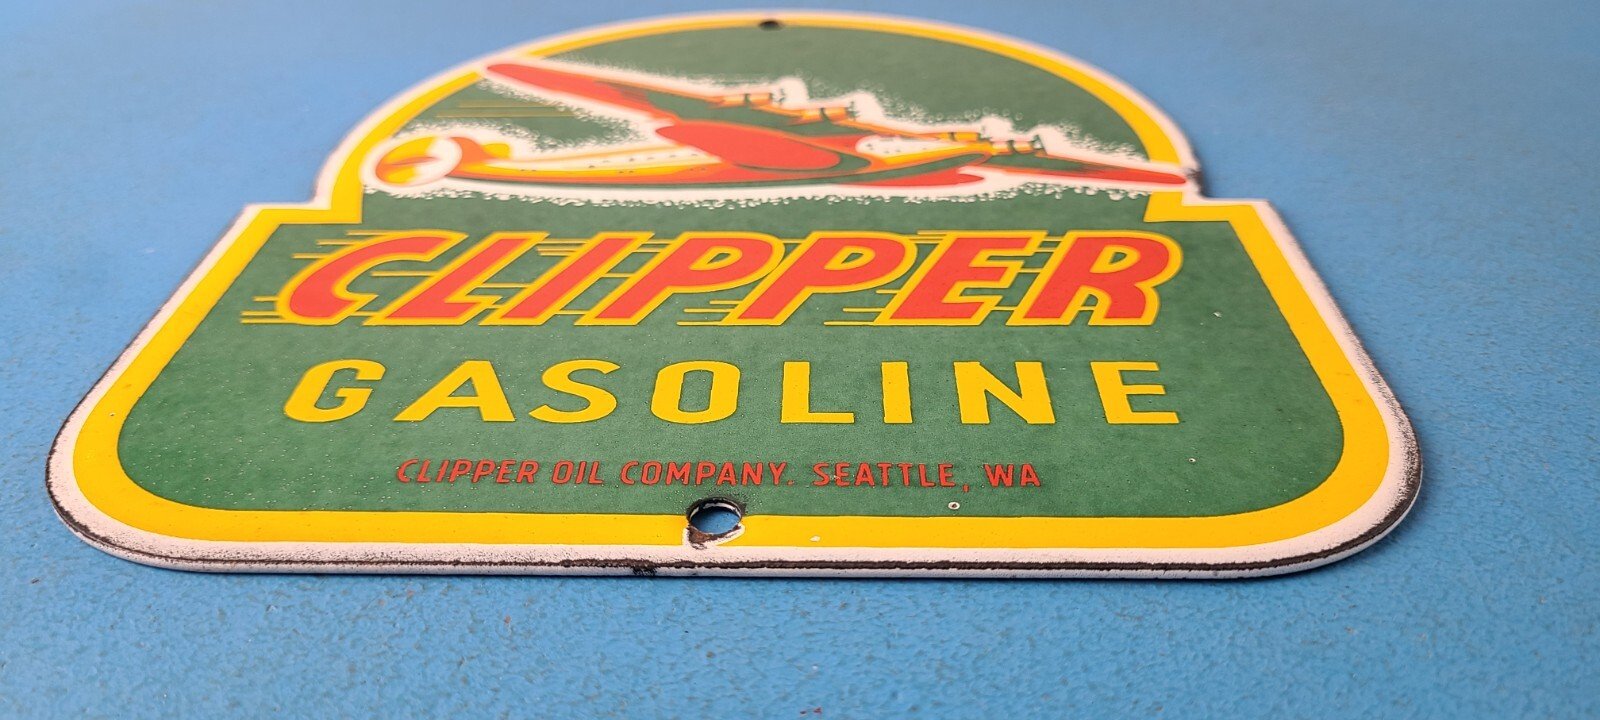 CLIPPER
GASOLINE
CLIPPER OIL COMPANY. SEATTLE, WA